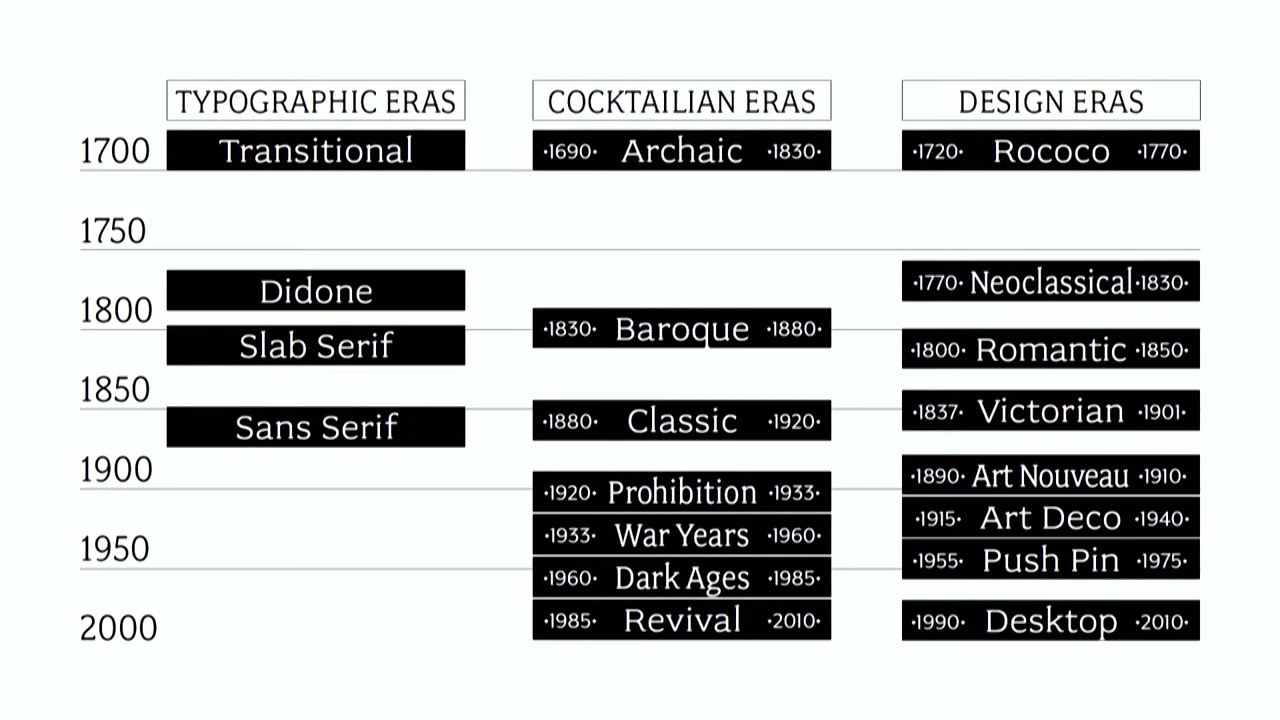 TYPOGRAPHIC ERAS COCKTAILIAN ERAS DESIGN ERAS
1700 Transitional ·1690· Archaic ·1830· ·1720· Rococo ·1770·
1750
Didone ·1770· Neoclassical ·1830·
1800 ·1830· Baroque ·1880·
Slab Serif ·1800· Romantic ·1850·
1850 ·1880· Classic ·1920· ·1837· Victorian ·1901·
Sans Serif
1900 ·1920· Prohibition ·1933· ·1890· Art Nouveau ·1910·
·1933· War Years ·1960· ·1915· Art Deco ·1940·
1950 ·1960· Dark Ages ·1985· ·1955· Push Pin ·1975·
2000 ·1985· Revival ·2010· ·1990· Desktop ·2010·